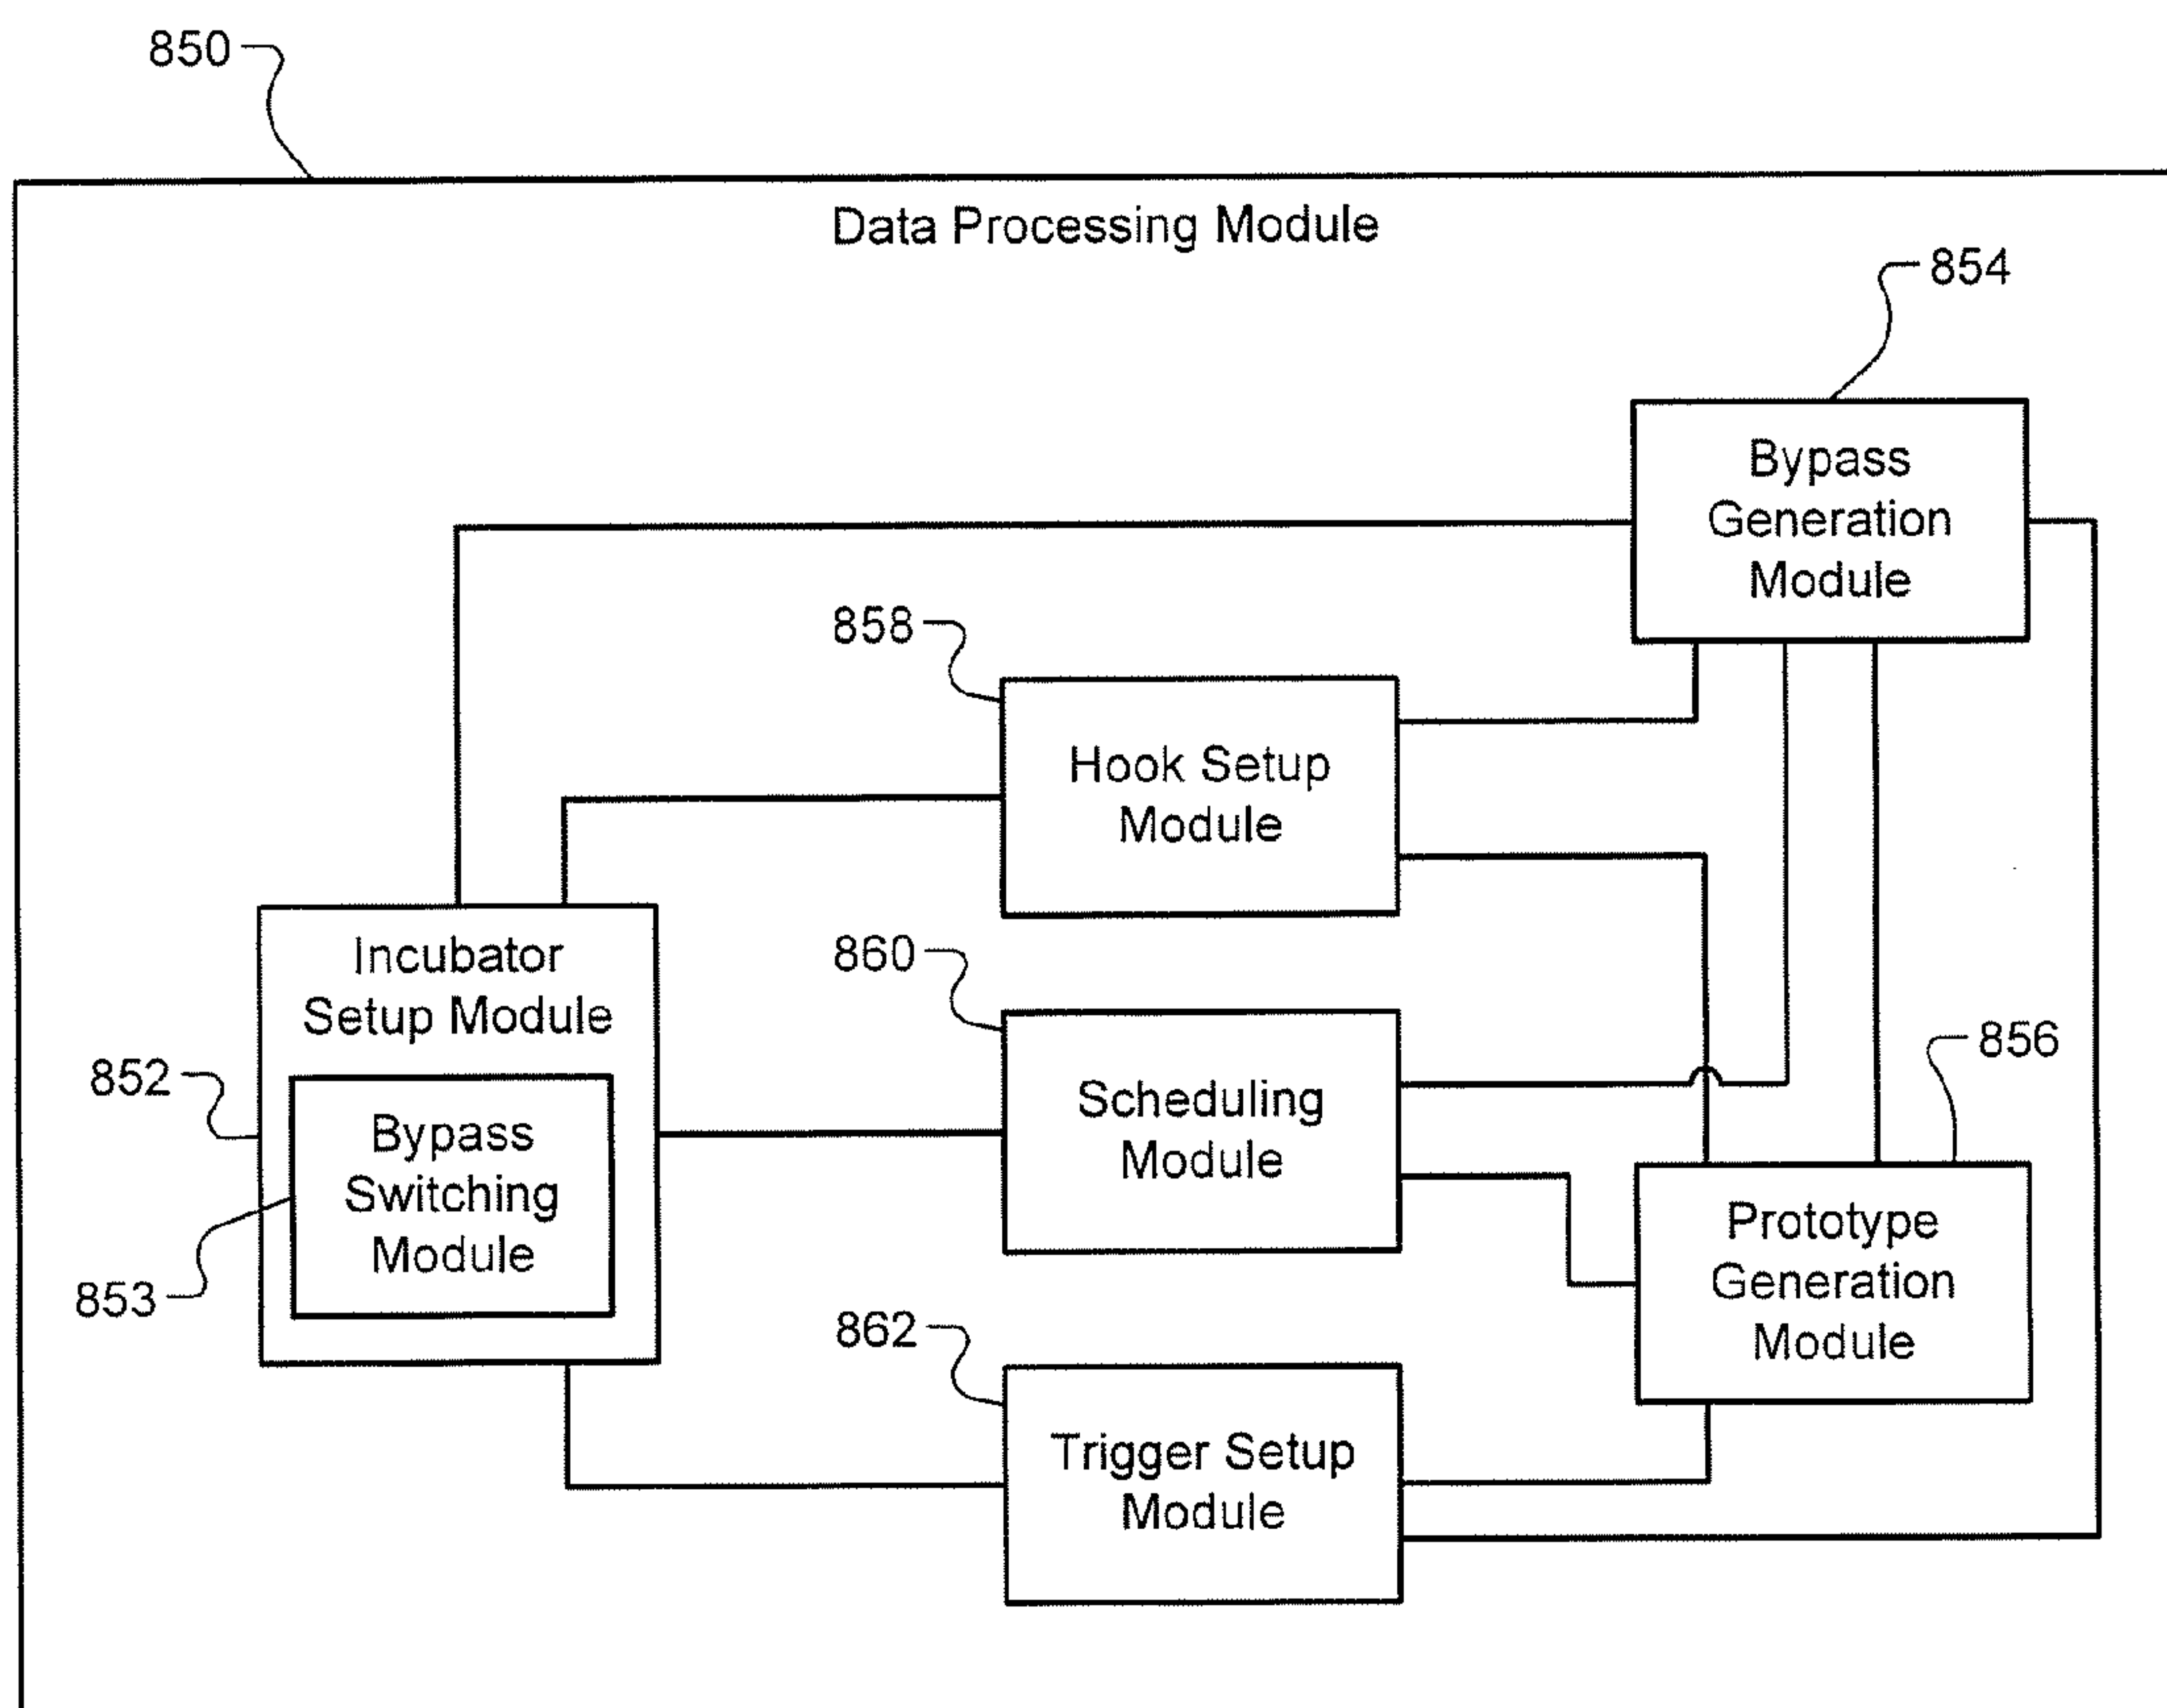 850
Data Processing Module
854
Bypass
Generation
Module
858
Hook Setup
Module
Incubator
Setup Module
852
Bypass
Switching
Module
853
860
Scheduling
Module
856
Prototype
Generation
Module
862
Trigger Setup
Module